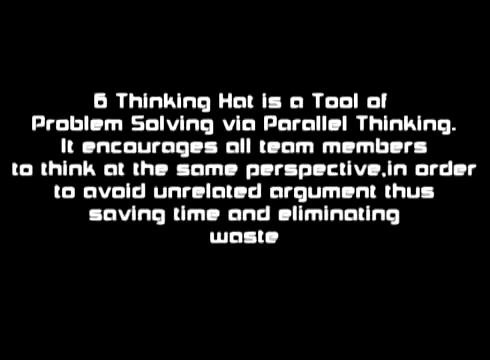 6 Thinking Hat is a Tool of
Problem Solving via Parallel Thinking.
It encourages all team members
to think at the same perspective,in order
to avoid unrelated argument thus
saving time and eliminating
waste